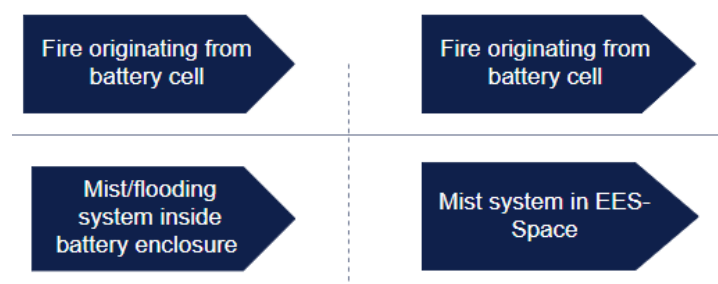 Fire originating from
battery cell
Fire originating from
battery cell
Mist/flooding
system inside
battery enclosure
Mist system in EES-
Space